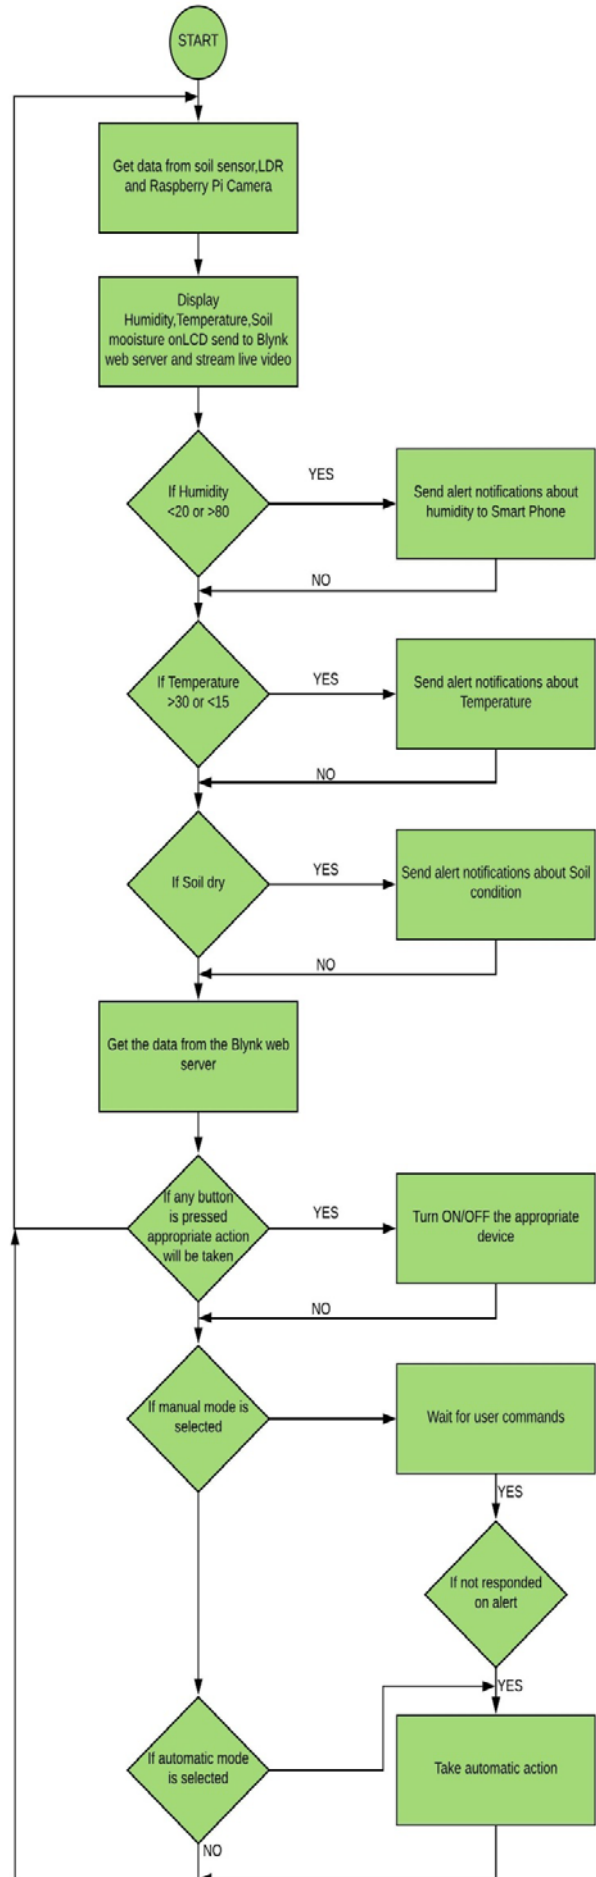 START
Get data from soil sensor,LDR
and Raspberry Pi Camera
Display
Humidity,Temperature,Soil
mooisture onLCD send to Blynk
web server and stream live video
If Humidity
<20 or >80
YES
Send alert notifications about
humidity to Smart Phone
NO
If Temperature
>30 or <15
YES
Send alert notifications about
Temperature
NO
If Soil dry
YES
Send alert notifications about Soil
condition
NO
Get the data from the Blynk web
server
If any button
is pressed
appropriate action
will be taken
YES
Turn ON/OFF the appropriate
device
NO
If manual mode is
selected
Wait for user commands
YES
If not responded
on alert
YES
If automatic mode
is selected
Take automatic action
NO